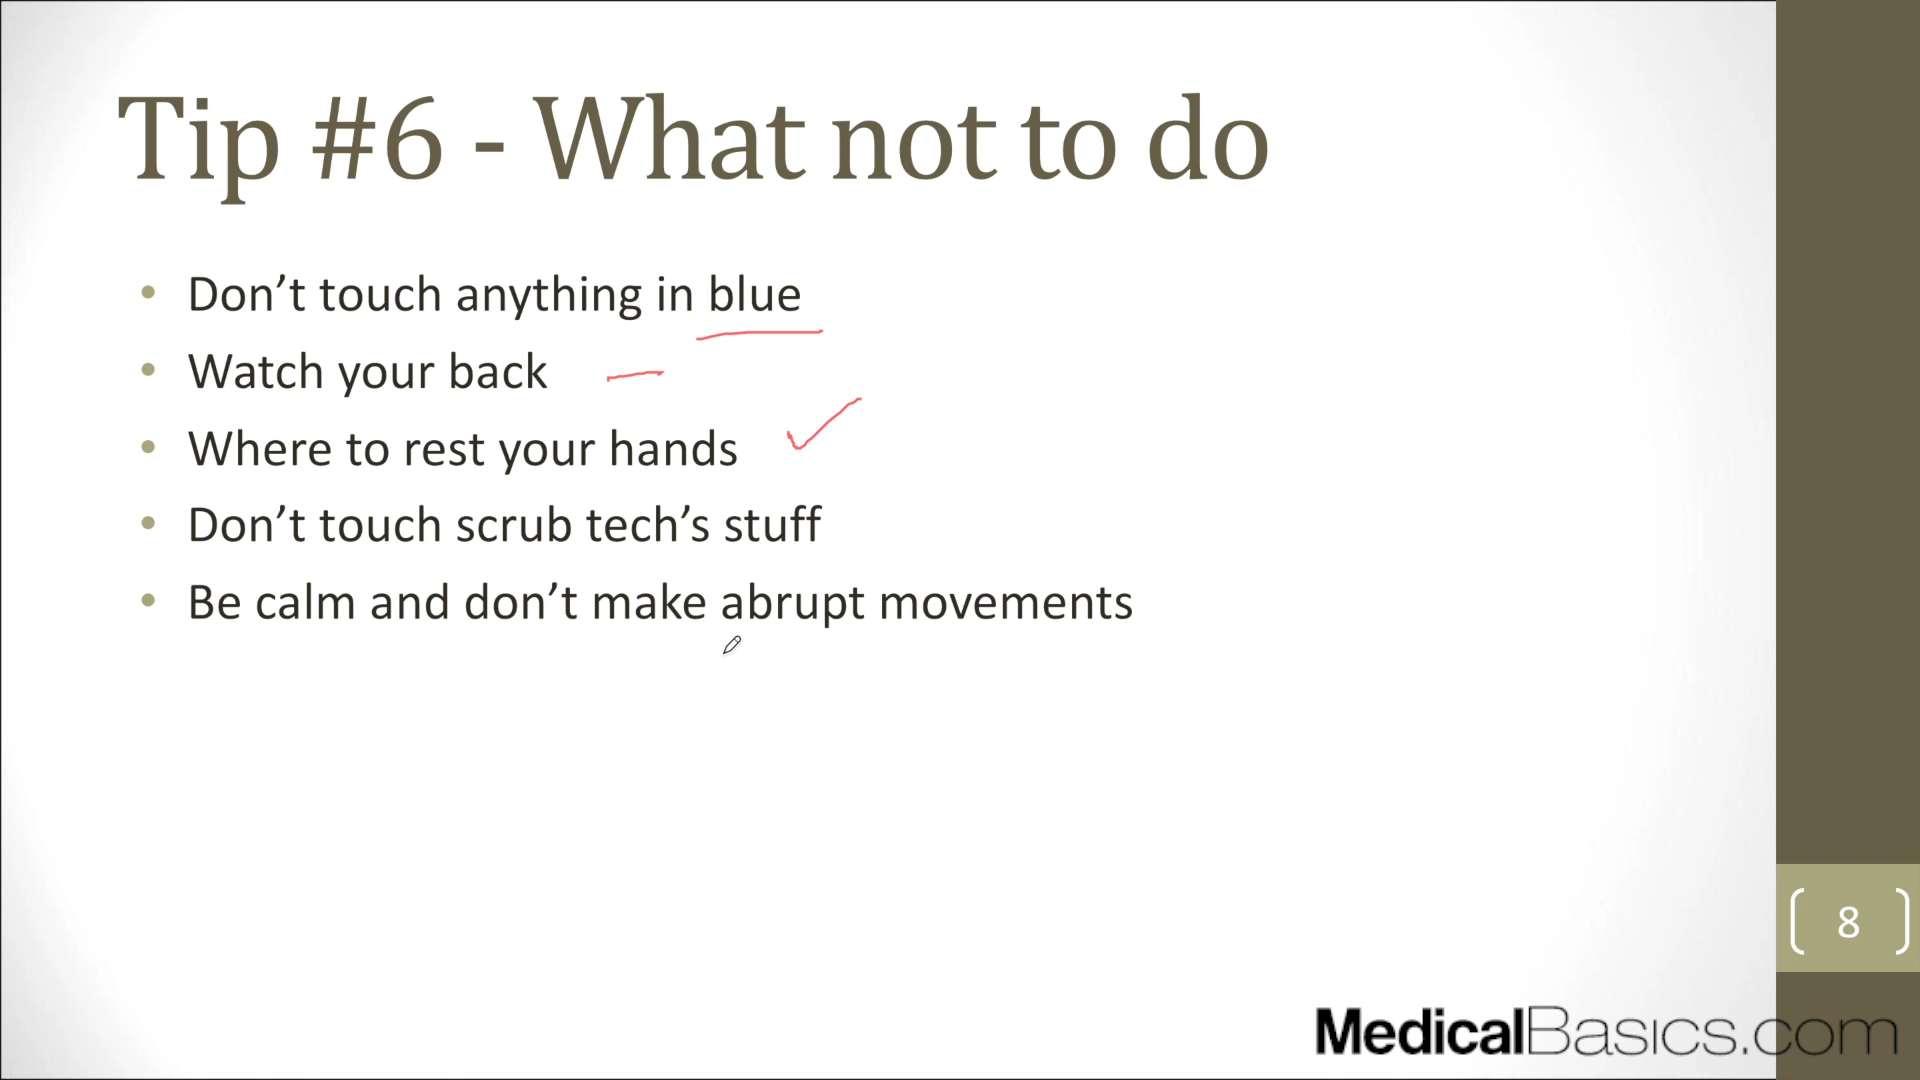 Tip #6 - What not to do
• Don’t touch anything in blue
• Watch your back
• Where to rest your hands
• Don’t touch scrub tech’s stuff
• Be calm and don’t make abrupt movements
8
MedicalBasics.com